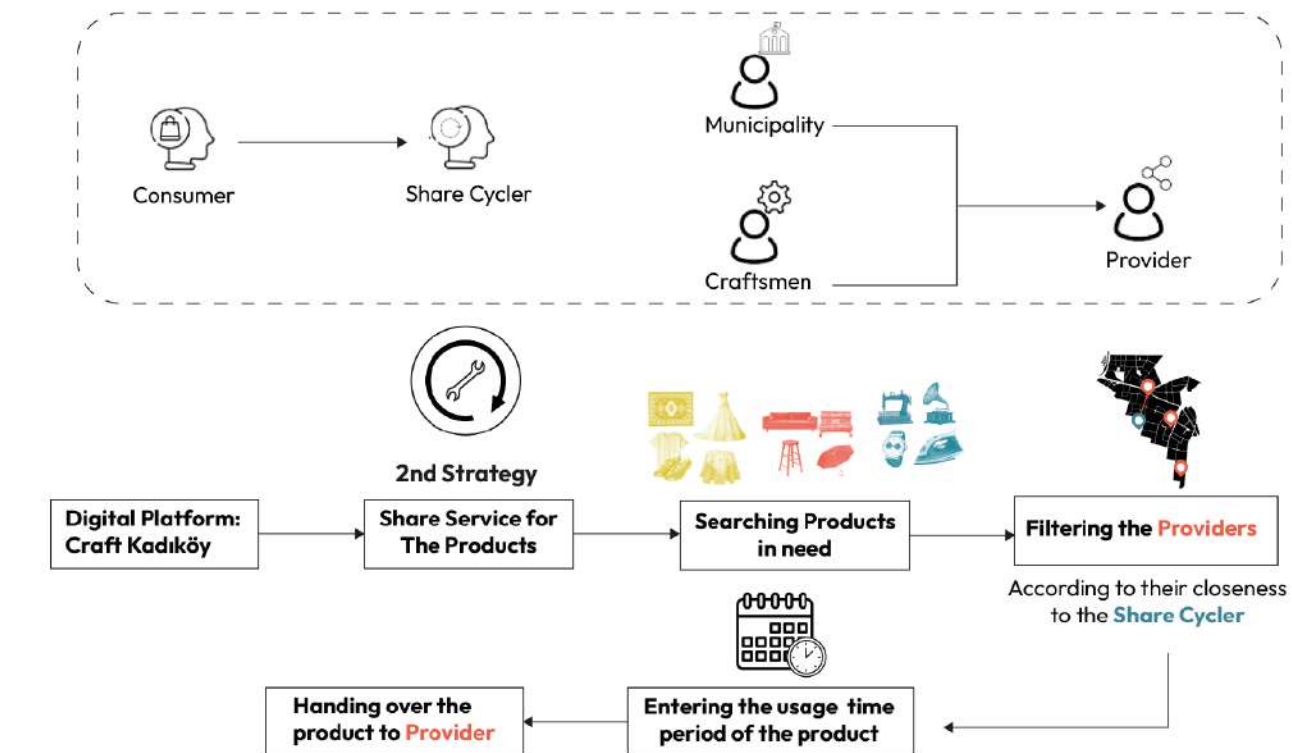 Consumer
Share Cycler
Municipality
Craftsmen
Provider
2nd Strategy
Digital Platform:
Craft Kadıköy
Share Service for
The Products
Searching Products
in need
Filtering the Providers
According to their closeness
to the Share Cycler
Entering the usage time
period of the product
Handing over the
product to Provider